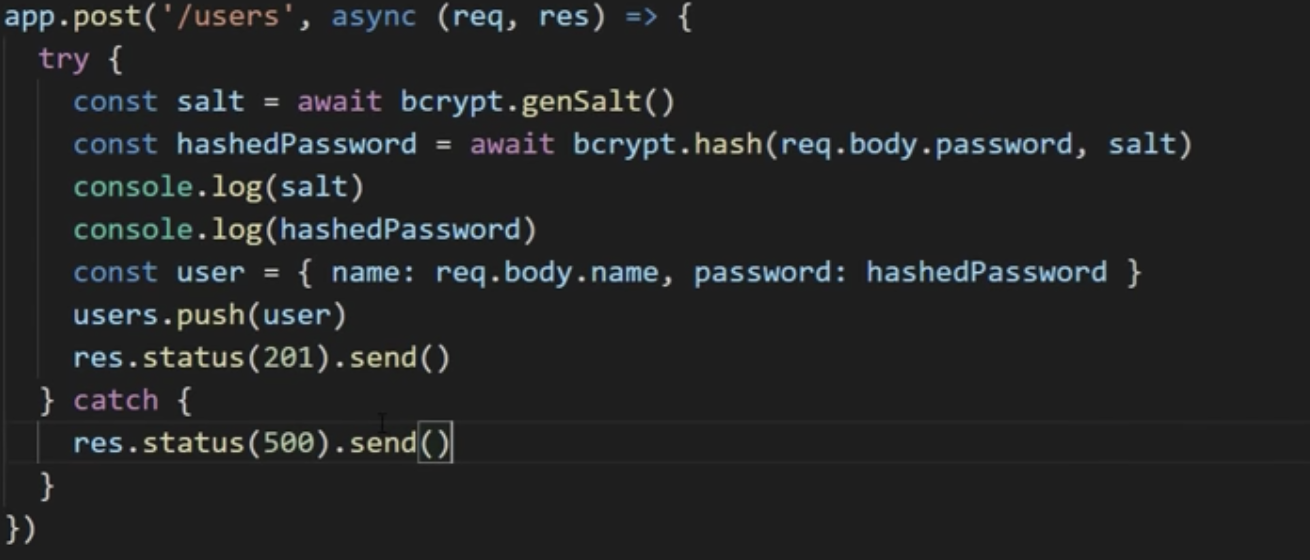 app.post('/users', async (req, res) => {
  try {
    const salt = await bcrypt.genSalt()
    const hashedPassword = await bcrypt.hash(req.body.password, salt)
    console.log(salt)
    console.log(hashedPassword)
    const user = { name: req.body.name, password: hashedPassword }
    users.push(user)
    res.status(201).send()
  } catch {
    res.status(500).send()
  }
})